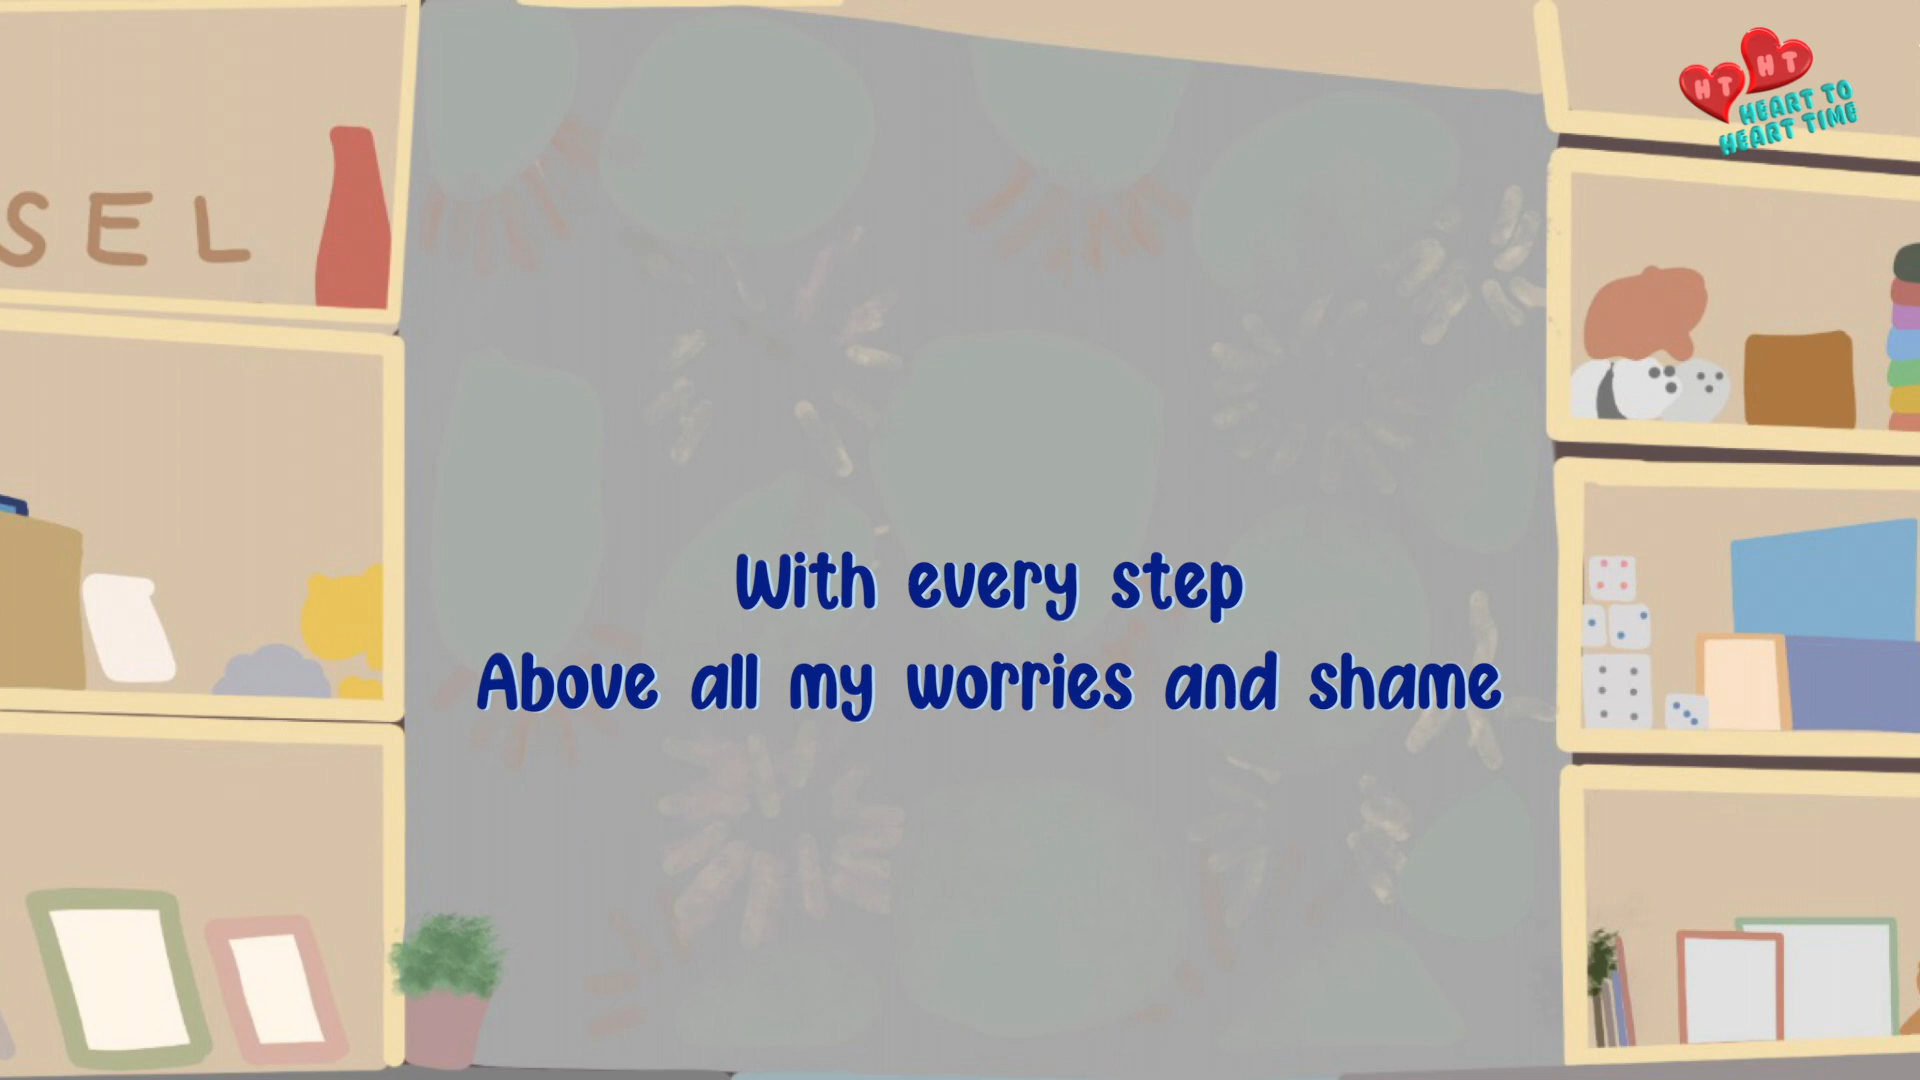 SEL
HT HT
HEART TO
HEART TIME
With every step
Above all my worries and shame